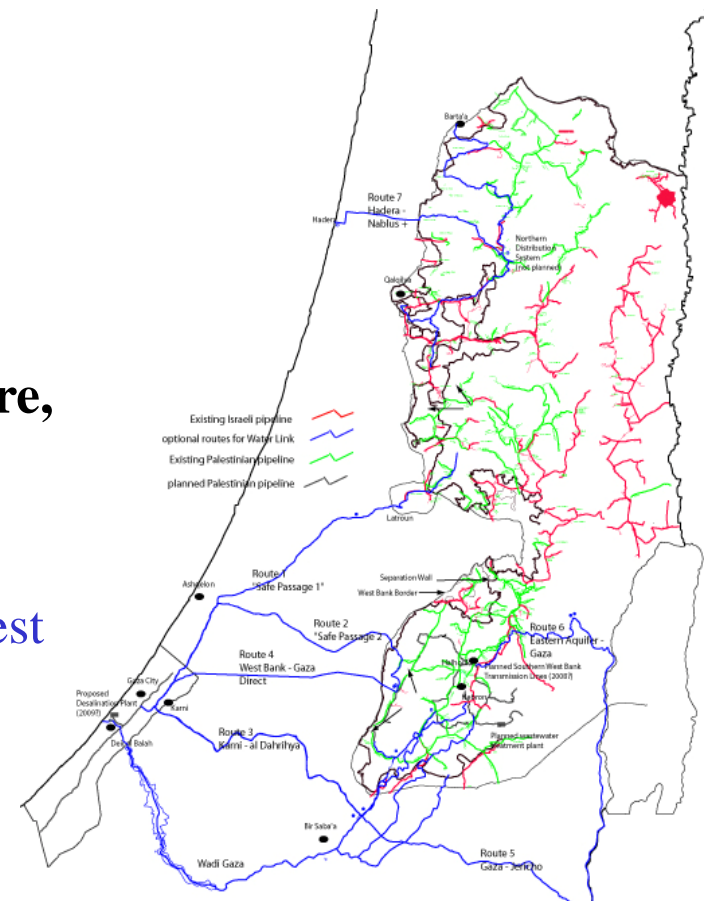 Barta'a
Route 7
Hadera -
Nablus +
Hadera
Northern
Distribution
System
(not planned)
Qalqilya
re,
Existing Israeli pipeline
optional routes for Water Link
Existing Palestinian pipeline
planned Palestinian pipeline
Latroun
Route 1
"Safe Passage 1"
Ashqelon
Separation Wall
West Bank Border
est
Route 2
"Safe Passage 2
Route 6
Eastern Aquifer -
Gaza
Route 4
West Bank - Gaza
Direct
Planned Southern West Bank
Transmission Lines (2008?)
Gaza City
Hebron
Proposed
Desalination Plant
(2009?)
Karni
Deir al Balah
Route 3
Karni - al Dahrihya
Planned wastewater
treatment plant
Bir Saba'a
Wadi Gaza
Route 5
Gaza - Jericho